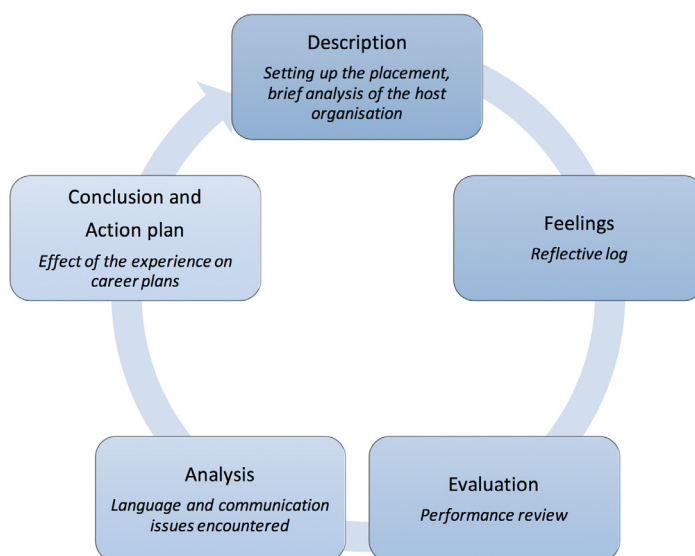 Description
Setting up the placement,
brief analysis of the host
organisation
Feelings
Reflective log
Evaluation
Performance review
Analysis
Language and communication
issues encountered
Conclusion and
Action plan
Effect of the experience on
career plans